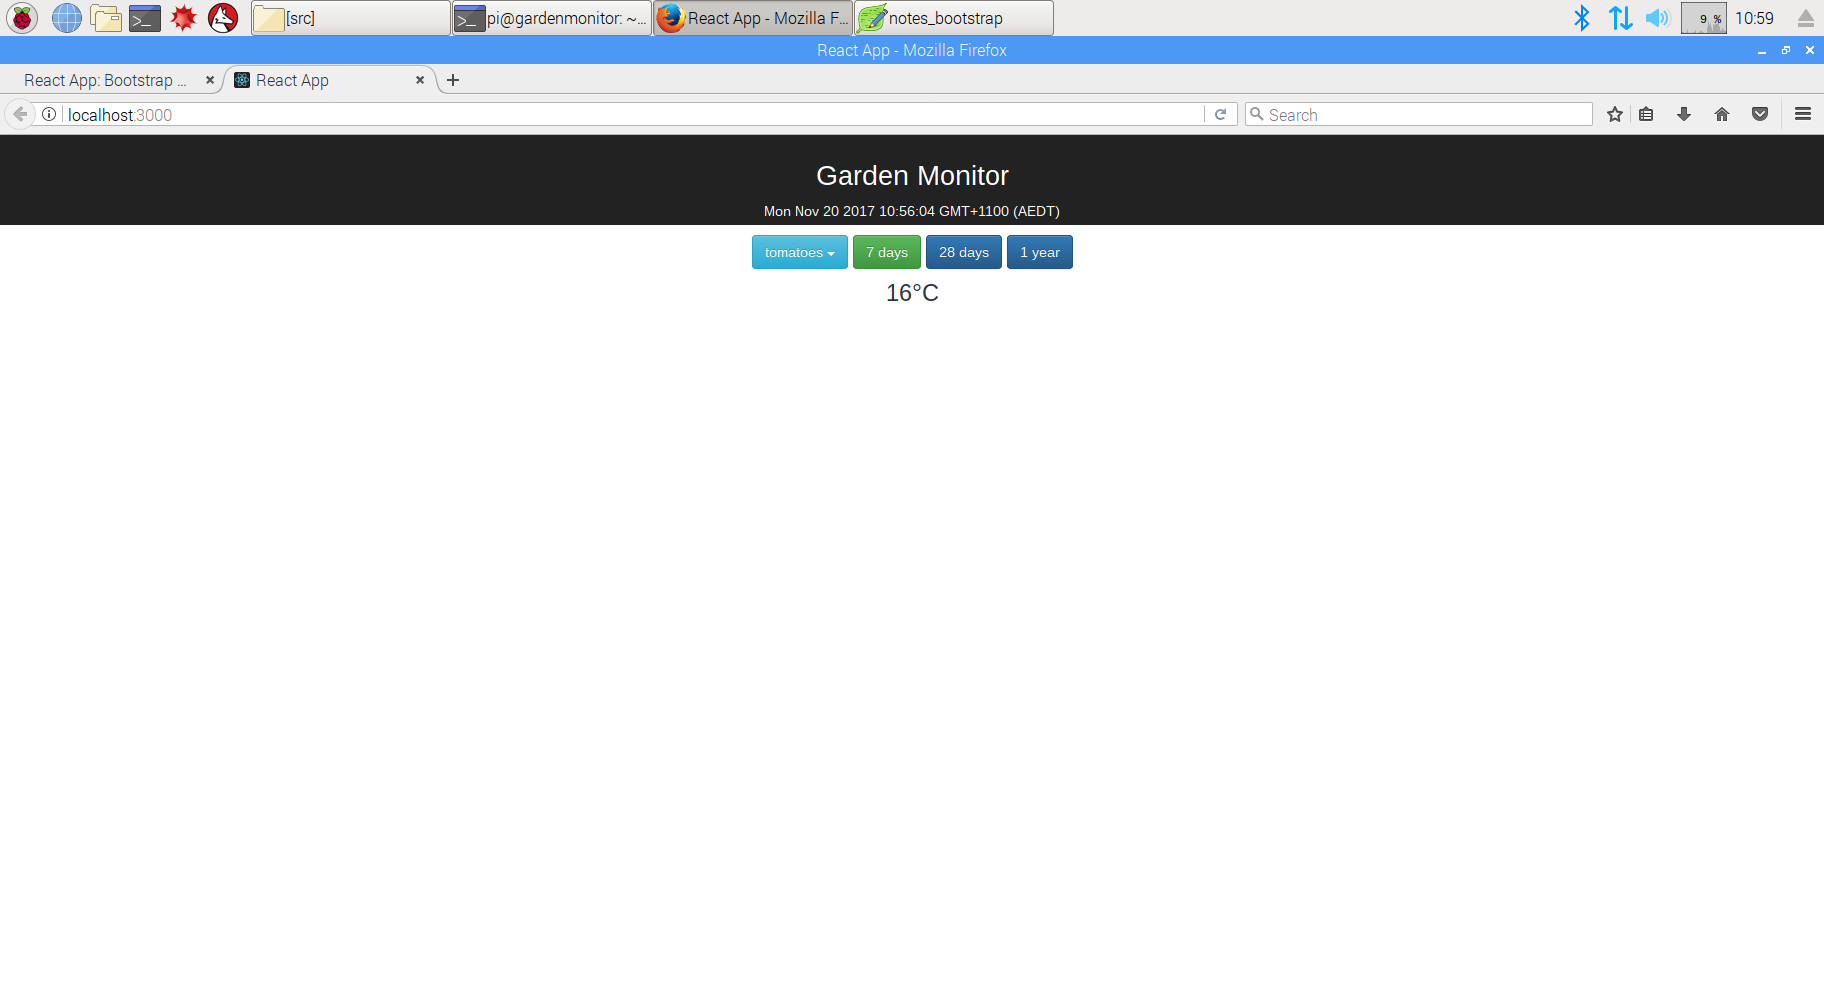 [src] pi@gardenmonitor: ~... React App - Mozilla F... notes_bootstrap 9 % 10:59
React App - Mozilla Firefox
React App: Bootstrap ... React App
localhost:3000 Search
Garden Monitor
Mon Nov 20 2017 10:56:04 GMT+1100 (AEDT)
tomatoes 7 days 28 days 1 year
16°C